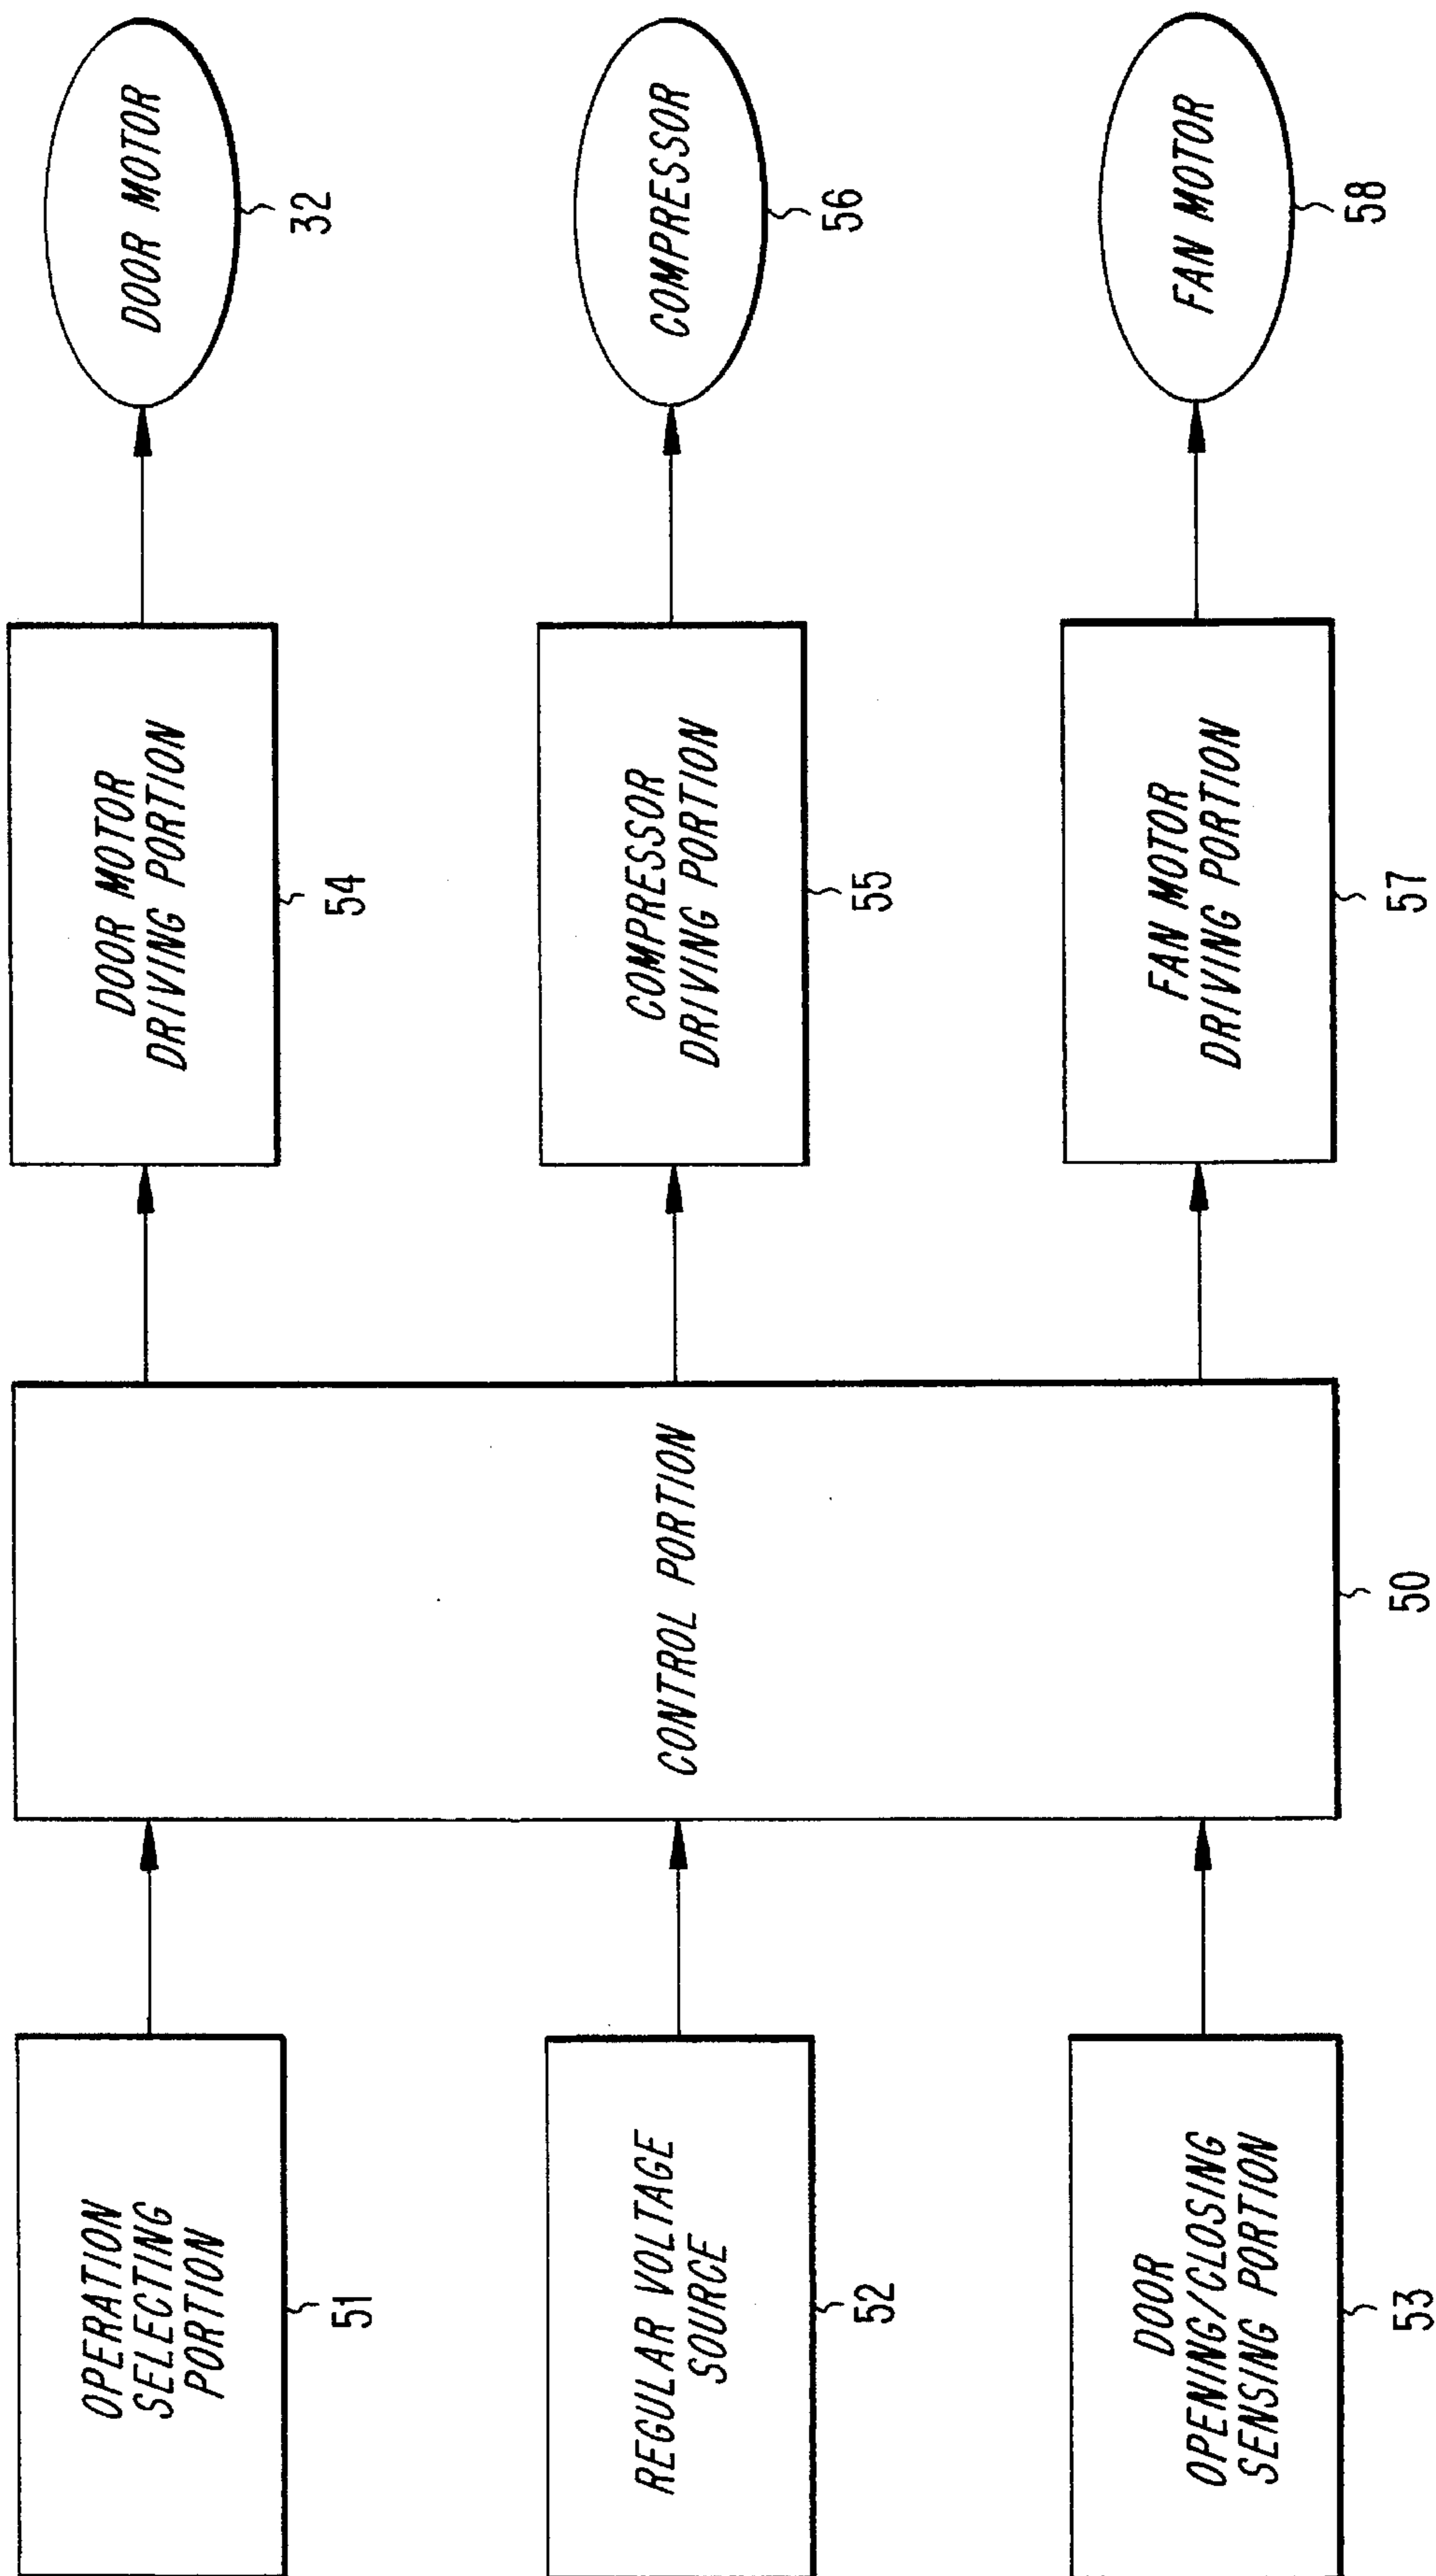 OPERATION
SELECTING
PORTION
51
REGULAR VOLTAGE
SOURCE
52
DOOR
OPENING/CLOSING
SENSING PORTION
53
CONTROL PORTION
50
DOOR MOTOR
DRIVING PORTION
54
COMPRESSOR
DRIVING PORTION
55
FAN MOTOR
DRIVING PORTION
57
DOOR MOTOR
32
COMPRESSOR
56
FAN MOTOR
58